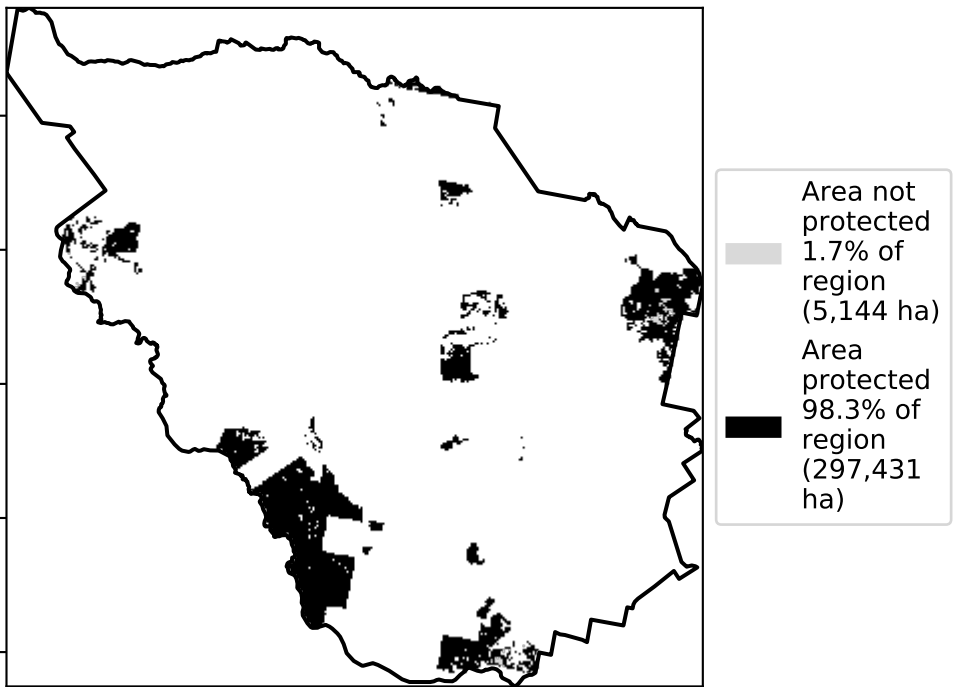 Area not
protected
1.7% of
region
(5,144 ha)
Area
protected
98.3% of
region
(297,431
ha)